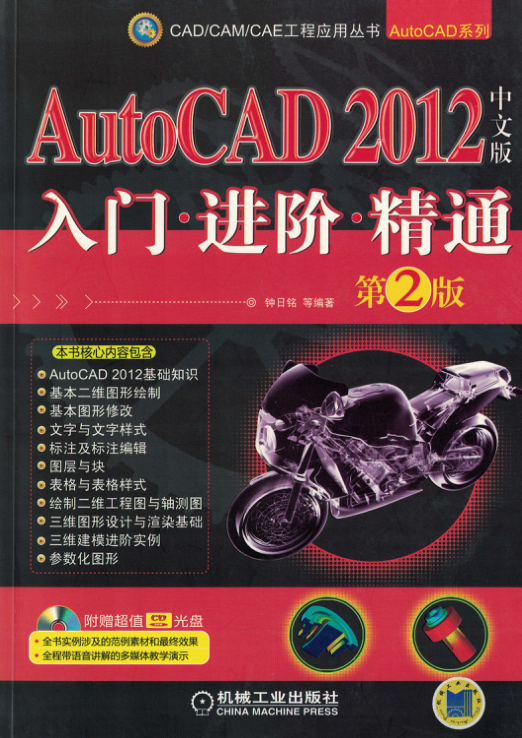 CAD/CAM/CAE工程应用丛书 AutoCAD系列
AutoCAD 2012 中文版
入门·进阶·精通
第2版
钟日铭 等编著
本书核心内容包含
AutoCAD 2012基础知识
基本二维图形绘制
基本图形修改
文字与文字样式
标注及标注编辑
图层与块
表格与表格样式
绘制二维工程图与轴测图
三维图形设计与渲染基础
三维建模进阶实例
参数化图形
附赠超值CD光盘
·全书实例涉及的范例素材和最终效果
·全程带语音讲解的多媒体教学演示
机械工业出版社
CHINA MACHINE PRESS